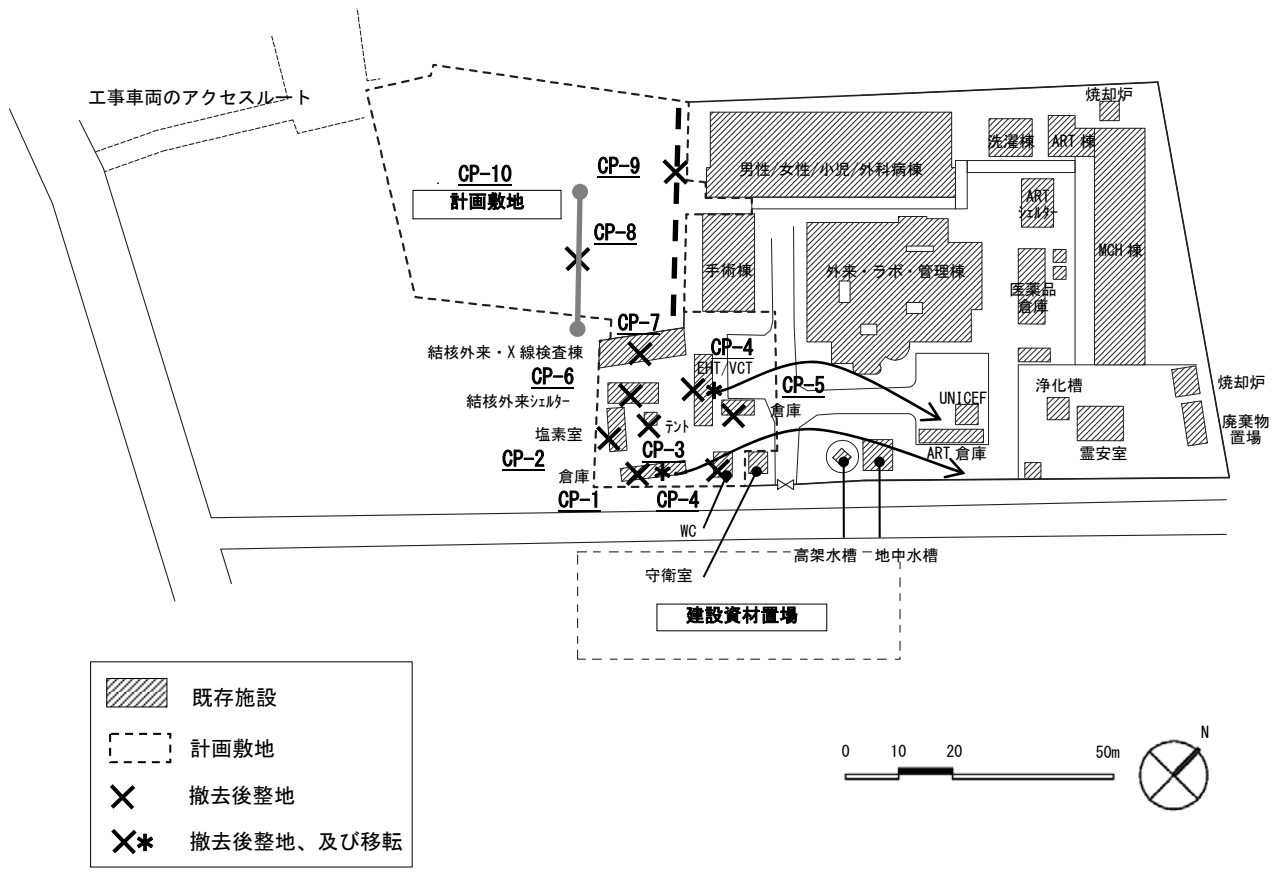 工事車両のアクセスルート
焼却炉
洗濯棟
ART 棟
CP-9
男性/女性/小児/外科病棟
CP-10
計画敷地
ART
シェルター
CP-8
MCH 棟
手術棟
外来・ラボ・管理棟
医薬品
倉庫
CP-7
結核外来・X 線検査棟
CP-4
EHT/VCT
CP-6
CP-5
結核外来シェルター
UNICEF
浄化槽
焼却炉
倉庫
塩素室
テント
廃棄物
置場
CP-3
ART 倉庫
霊安室
CP-2
倉庫
CP-1
CP-4
WC
高架水槽
地中水槽
守衛室
建設資材置場
既存施設
計画敷地
撤去後整地
撤去後整地、及び移転
N
0 10 20 50m